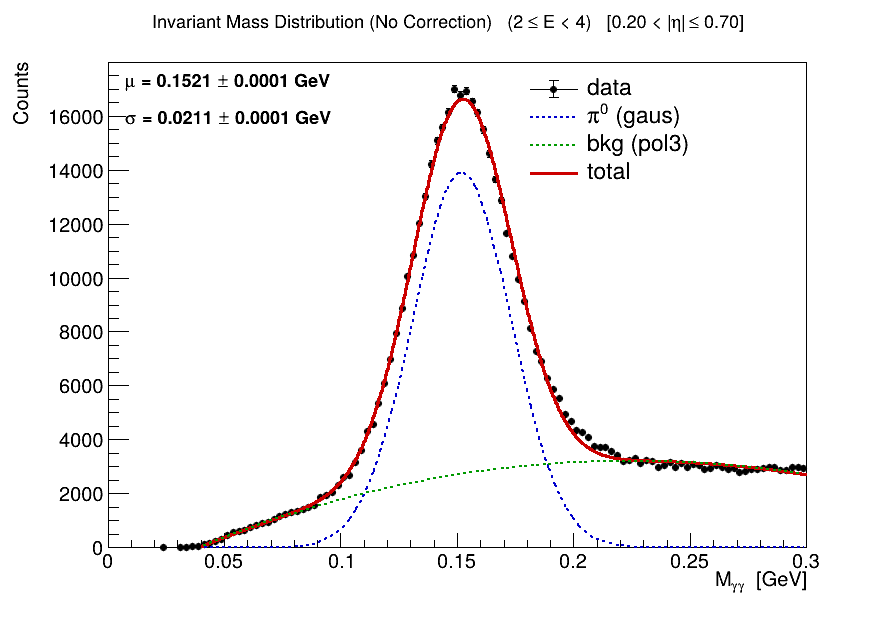 Invariant Mass Distribution (No Correction) (2 ≤ E < 4) [0.20 < |η| ≤ 0.70]
Counts
μ = 0.1521 ± 0.0001 GeV
σ = 0.0211 ± 0.0001 GeV
data
π⁰ (gaus)
bkg (pol3)
total
16000
14000
12000
10000
8000
6000
4000
2000
0
0 0.05 0.1 0.15 0.2 0.25 0.3
M_γγ [GeV]